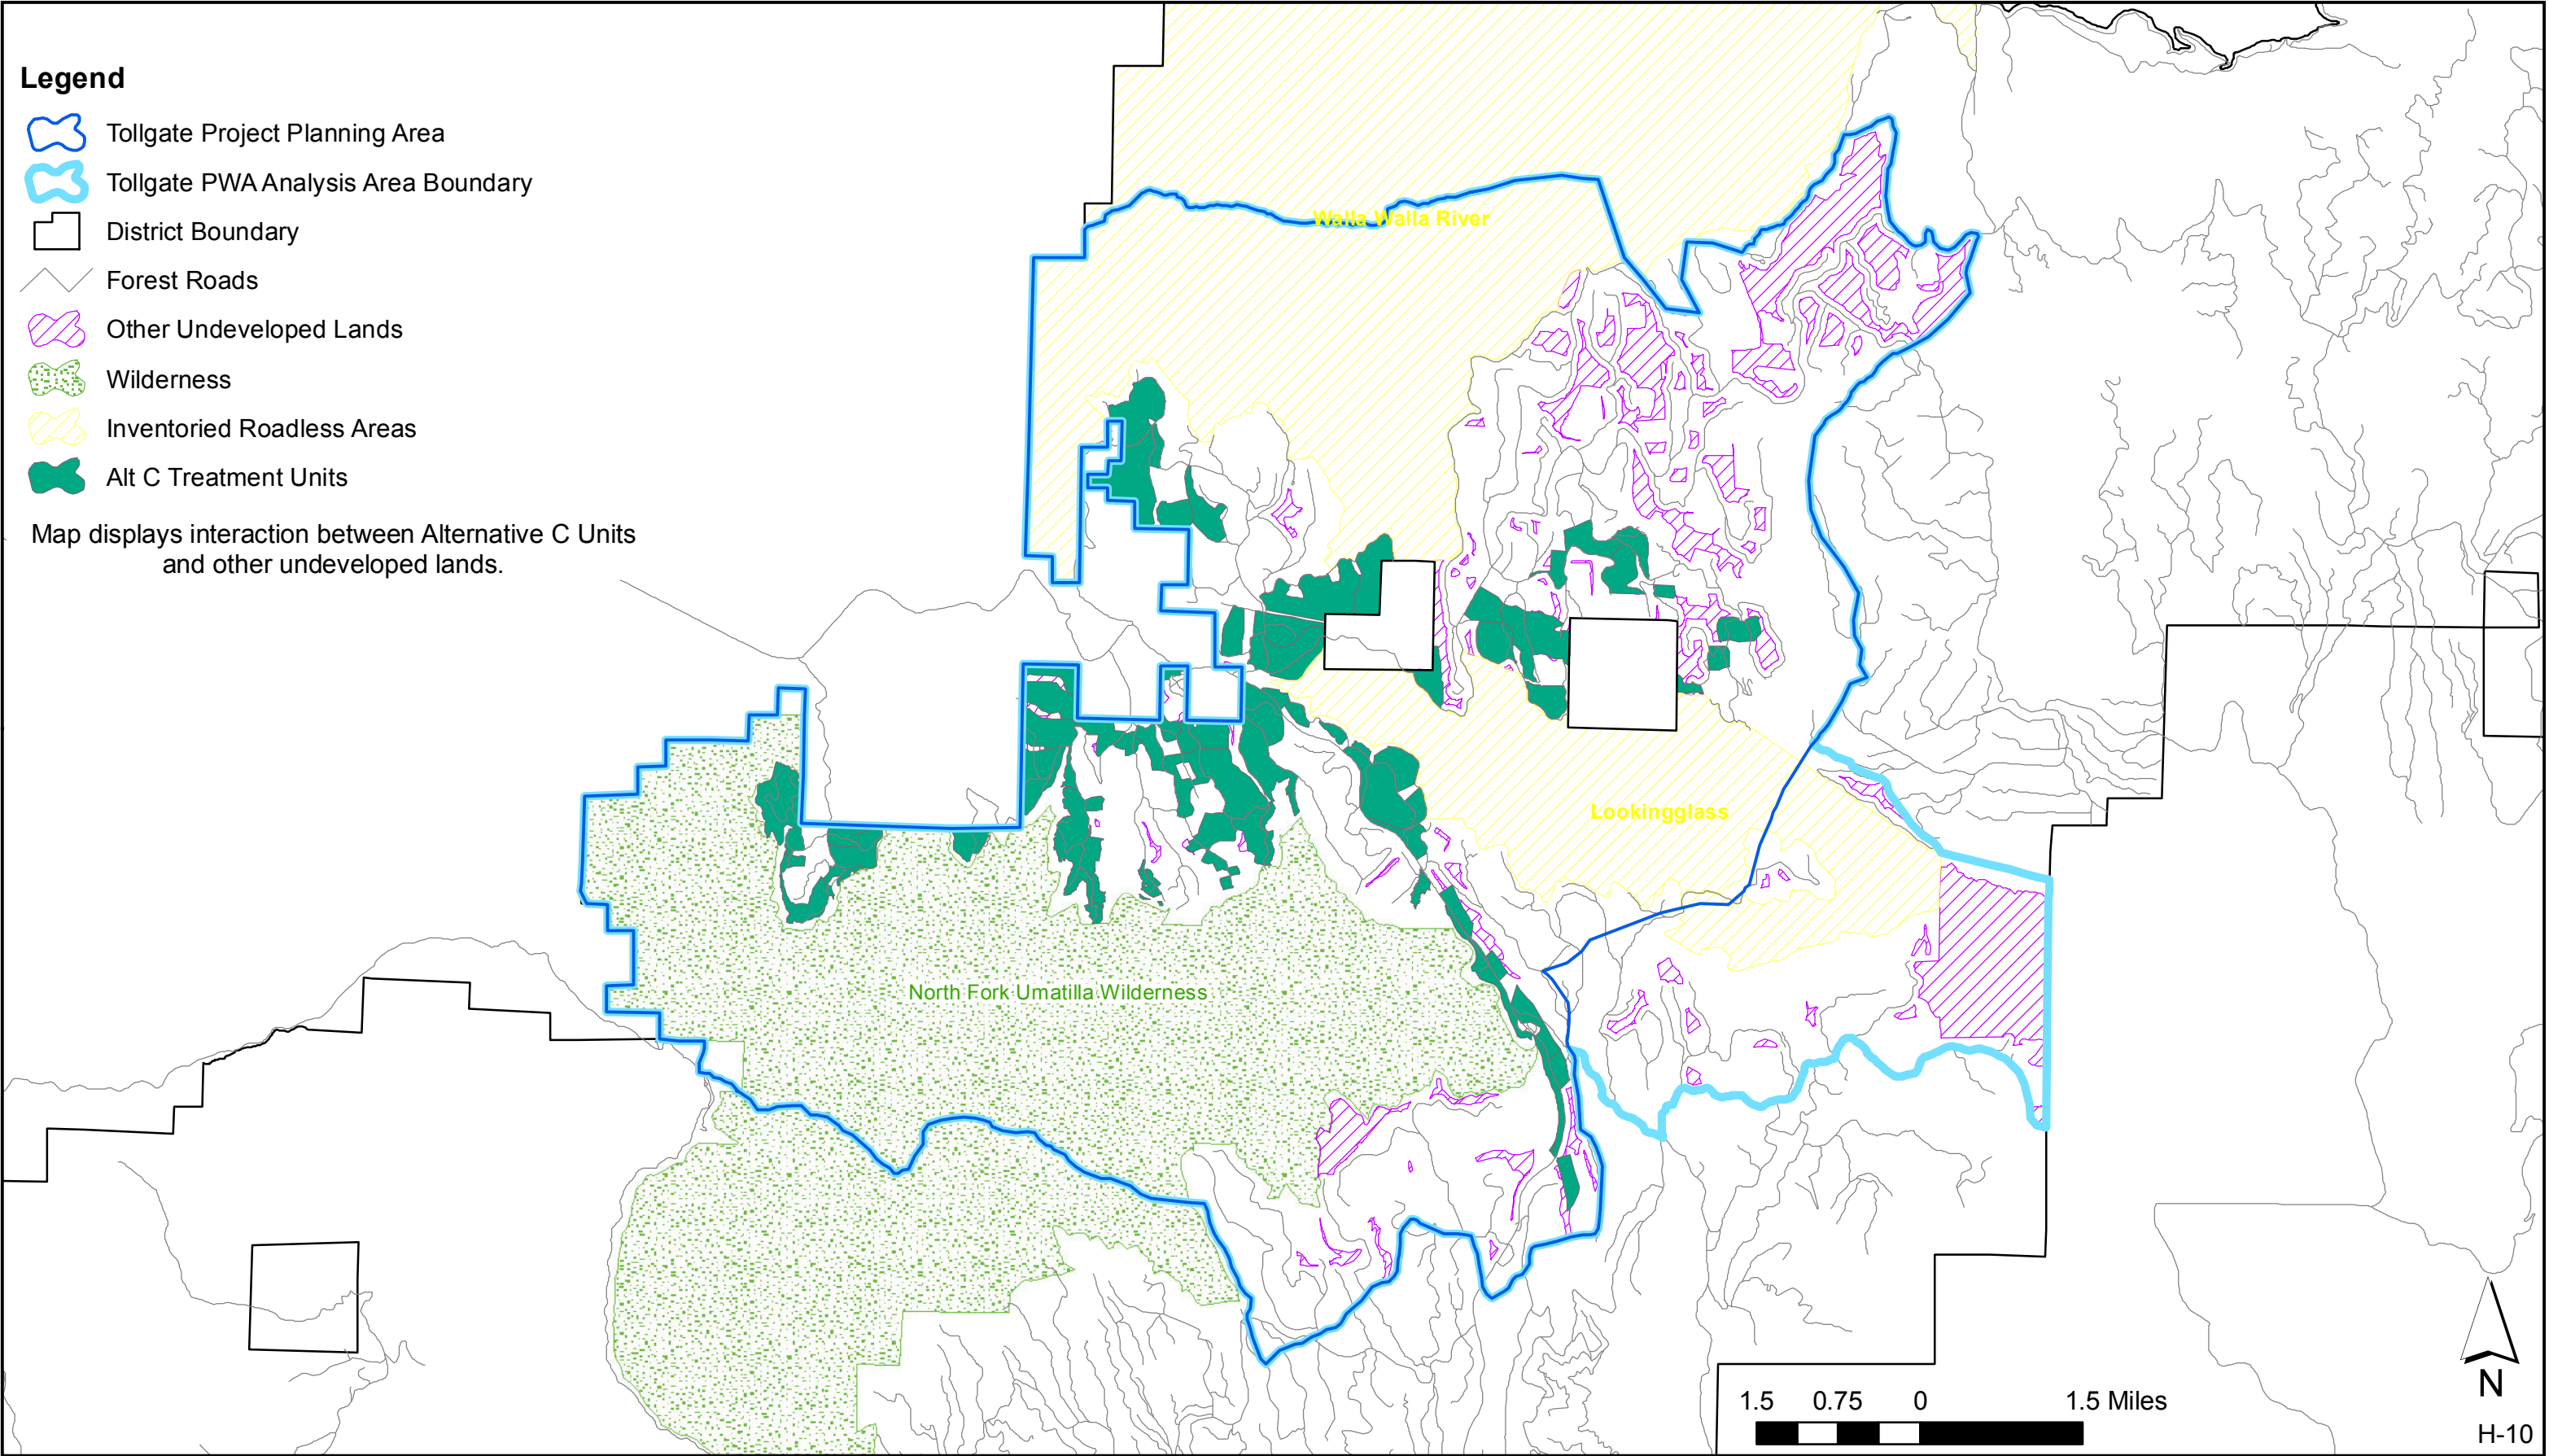 Legend
Tollgate Project Planning Area
Tollgate PWA Analysis Area Boundary
District Boundary
Forest Roads
Other Undeveloped Lands
Wilderness
Inventoried Roadless Areas
Alt C Treatment Units
Map displays interaction between Alternative C Units
and other undeveloped lands.
Walla Walla River
Lookingglass
North Fork Umatilla Wilderness
1.5 0.75 0 1.5 Miles
N
H-10